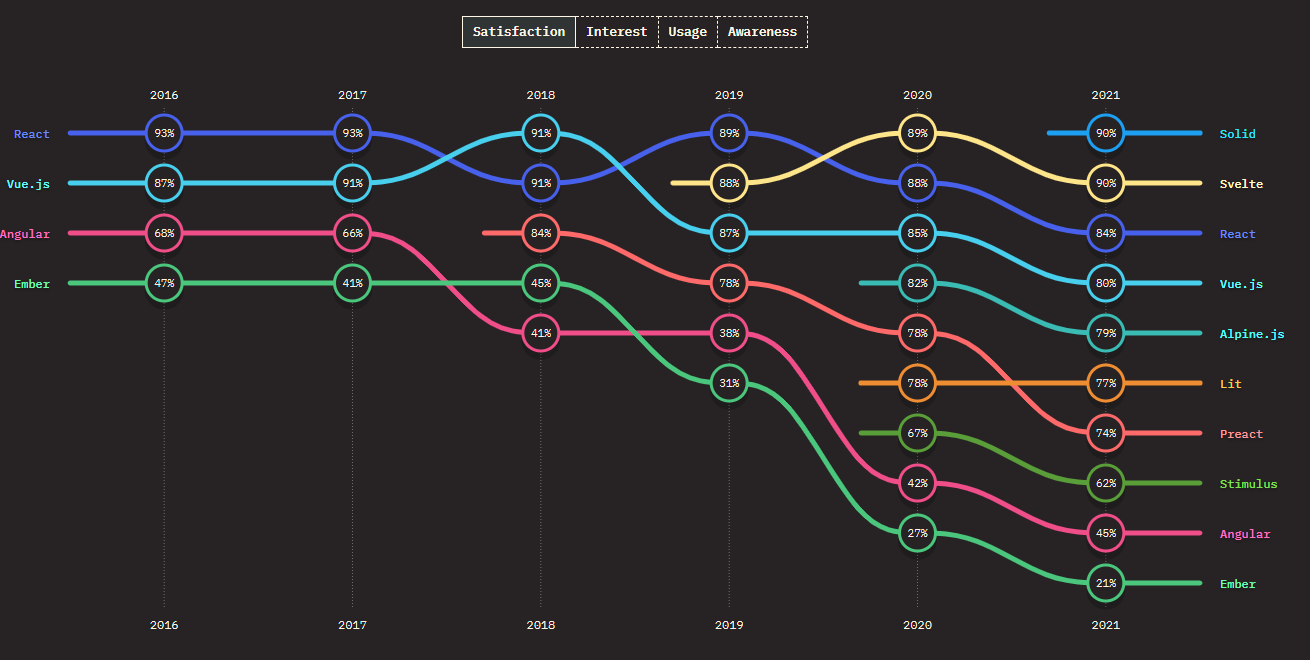 Satisfaction Interest Usage Awareness
2016 2017 2018 2019 2020 2021
React 93% 93% 91% 89% 89% 90% Solid
Vue.js 87% 91% 91% 88% 88% 90% Svelte
Angular 68% 66% 84% 87% 85% 84% React
Ember 47% 41% 45% 78% 82% 80% Vue.js
41% 38% 78% 79% Alpine.js
31% 78% 77% Lit
67% 74% Preact
42% 62% Stimulus
27% 45% Angular
21% Ember
2016 2017 2018 2019 2020 2021